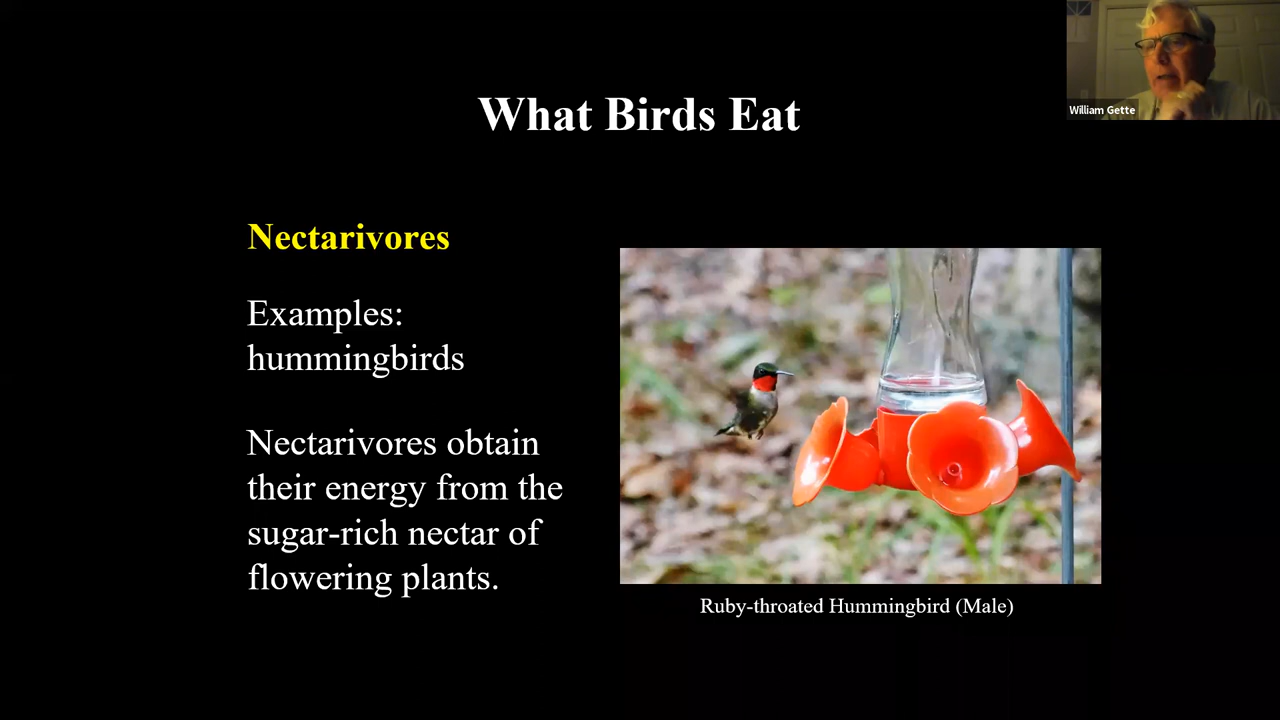 William Gette
What Birds Eat
Nectarivores
Examples:
hummingbirds
Nectarivores obtain
their energy from the
sugar-rich nectar of
flowering plants.
Ruby-throated Hummingbird (Male)